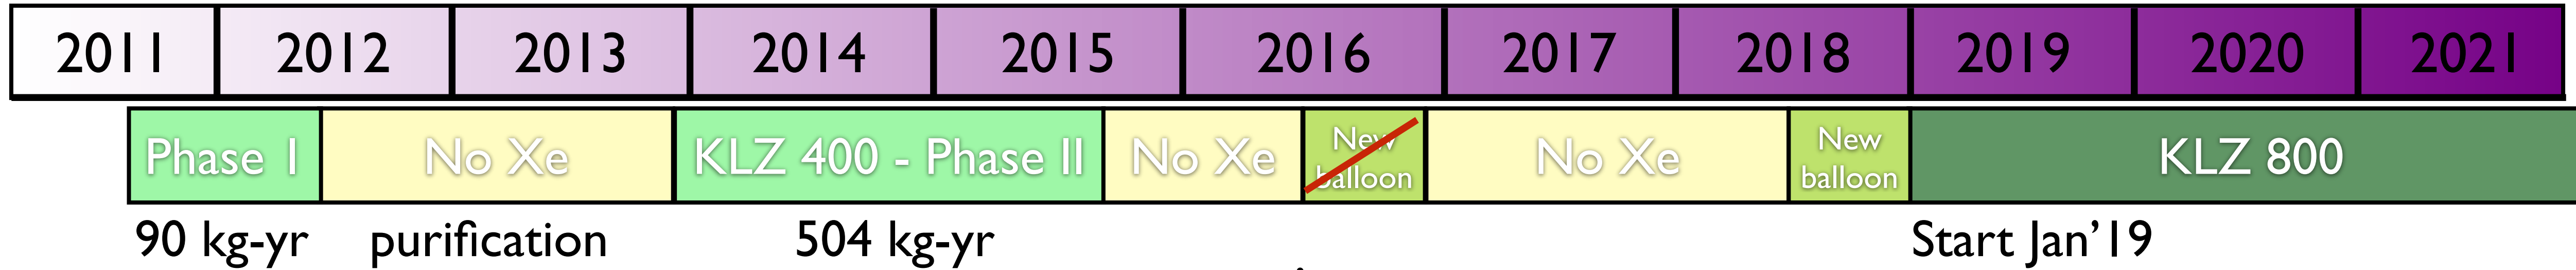 2011 2012 2013 2014 2015 2016 2017 2018 2019 2020 2021
Phase I No Xe KLZ 400 - Phase II No Xe New balloon No Xe New balloon KLZ 800
90 kg-yr purification 504 kg-yr Start Jan'19